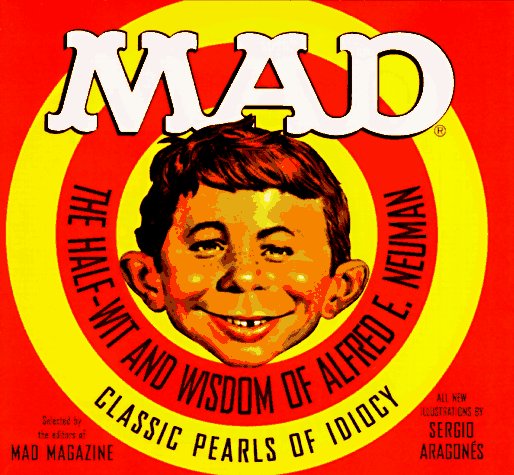 MAD®
THE HALF-WIT AND WISDOM OF ALFRED E. NEUMAN
CLASSIC PEARLS OF IDIOCY
Selected by
the editors of
MAD MAGAZINE
ALL NEW
ILLUSTRATIONS BY
SERGIO
ARAGONÉS